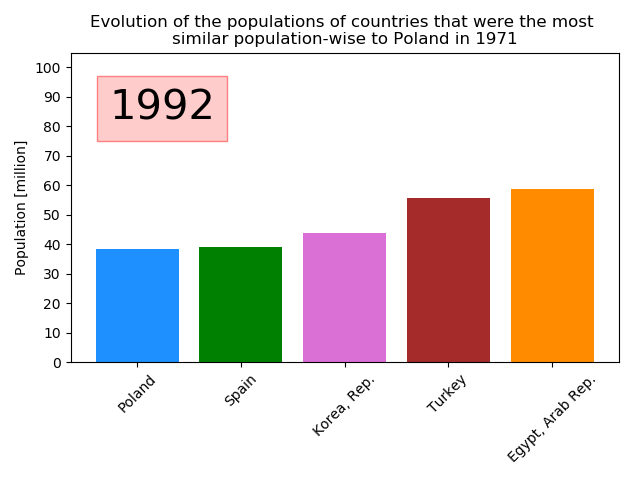 Evolution of the populations of countries that were the most
similar population-wise to Poland in 1971
1992
Population [million]
100
90
80
70
60
50
40
30
20
10
0
Poland
Spain
Korea, Rep.
Turkey
Egypt, Arab Rep.